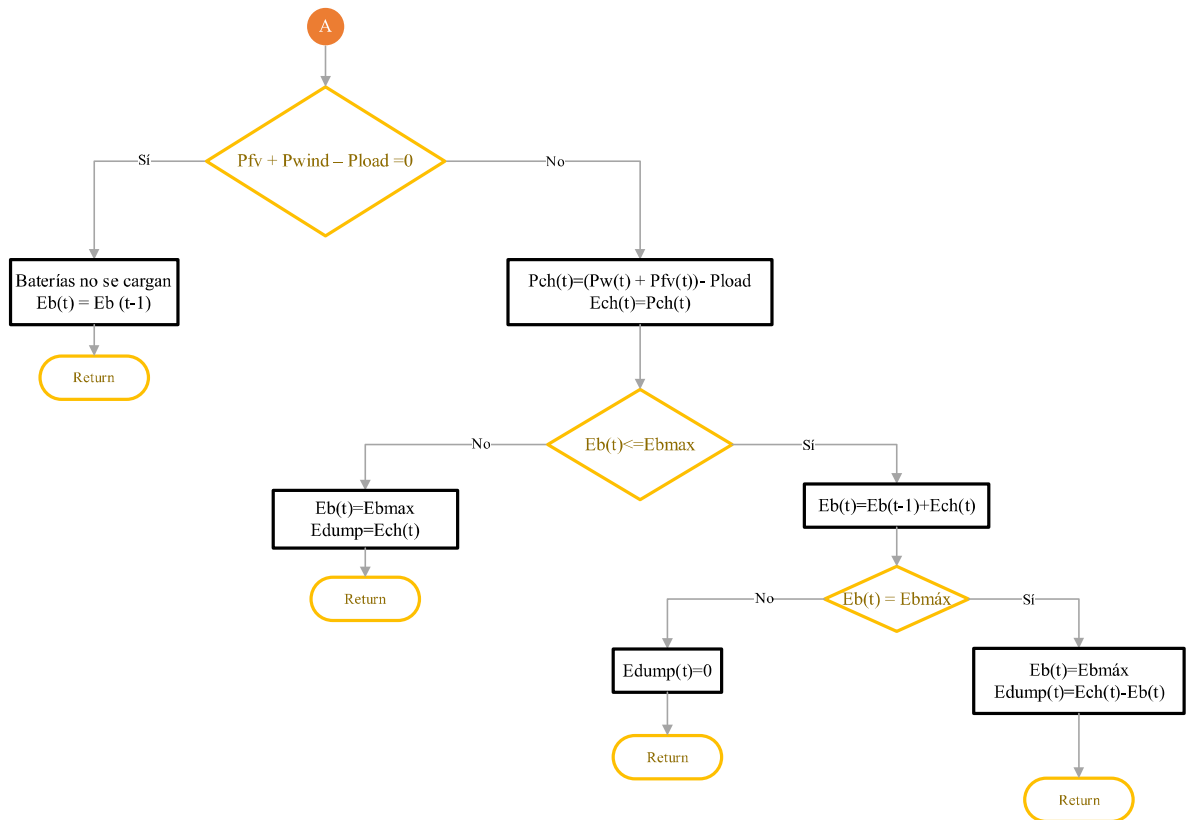 A
Pfv + Pwind – Pload =0
Sí
No
Baterías no se cargan
Eb(t) = Eb (t-1)
Return
Pch(t)=(Pw(t) + Pfv(t))- Pload
Ech(t)=Pch(t)
Eb(t)<=Ebmax
No
Sí
Eb(t)=Ebmax
Edump=Ech(t)
Return
Eb(t)=Eb(t-1)+Ech(t)
Eb(t) = Ebmáx
No
Sí
Edump(t)=0
Return
Eb(t)=Ebmáx
Edump(t)=Ech(t)-Eb(t)
Return